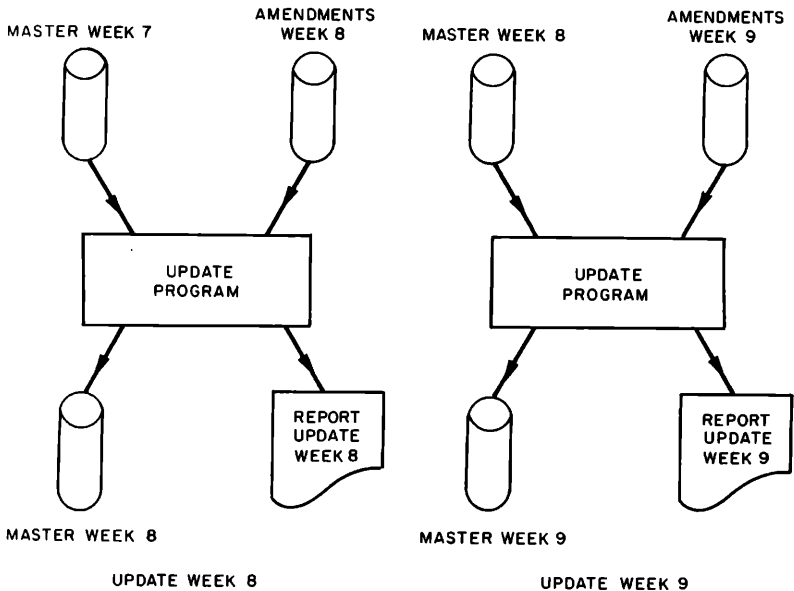 MASTER WEEK 7
AMENDMENTS
WEEK 8
UPDATE
PROGRAM
REPORT
UPDATE
WEEK 8
MASTER WEEK 8
UPDATE WEEK 8
MASTER WEEK 8
AMENDMENTS
WEEK 9
UPDATE
PROGRAM
REPORT
UPDATE
WEEK 9
MASTER WEEK 9
UPDATE WEEK 9